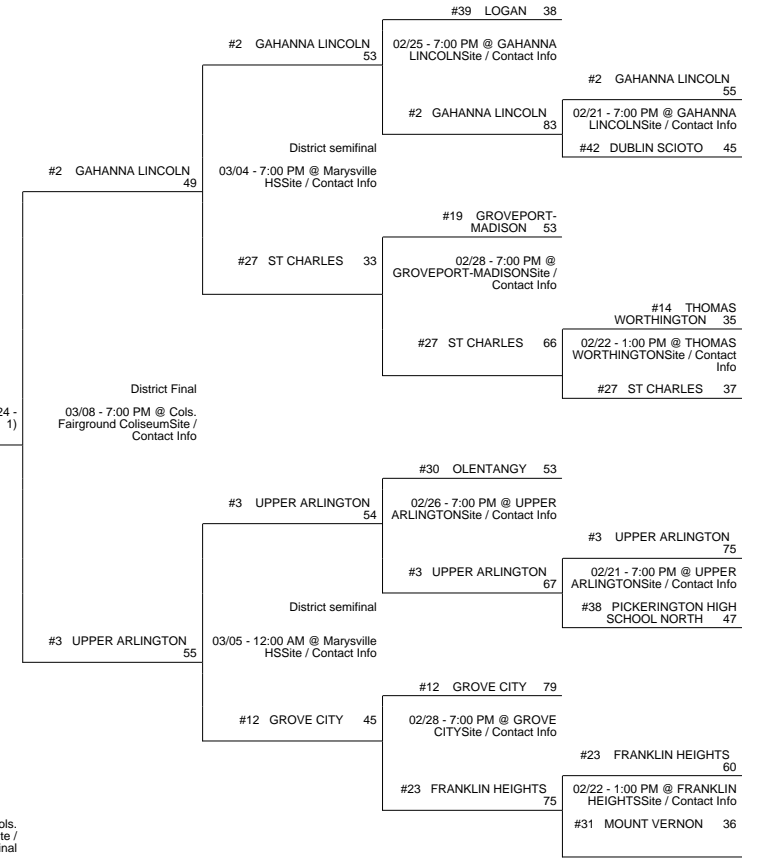 #39 LOGAN 38
#2 GAHANNA LINCOLN
53
02/25 - 7:00 PM @ GAHANNA
LINCOLNSite / Contact Info
#2 GAHANNA LINCOLN
55
#2 GAHANNA LINCOLN
83
02/21 - 7:00 PM @ GAHANNA
LINCOLNSite / Contact Info
District semifinal
#42 DUBLIN SCIOTO 45
#2 GAHANNA LINCOLN
49
03/04 - 7:00 PM @ Marysville
HSSite / Contact Info
#19 GROVEPORT-
MADISON 53
#27 ST CHARLES 33
02/28 - 7:00 PM @
GROVEPORT-MADISONSite /
Contact Info
#14 THOMAS
WORTHINGTON 35
#27 ST CHARLES 66
02/22 - 1:00 PM @ THOMAS
WORTHINGTONSite / Contact
Info
District Final
#27 ST CHARLES 37
24 -
1)
03/08 - 7:00 PM @ Cols.
Fairground ColiseumSite /
Contact Info
#30 OLENTANGY 53
#3 UPPER ARLINGTON
54
02/26 - 7:00 PM @ UPPER
ARLINGTONSite / Contact Info
#3 UPPER ARLINGTON
75
#3 UPPER ARLINGTON
67
02/21 - 7:00 PM @ UPPER
ARLINGTONSite / Contact Info
District semifinal
#38 PICKERINGTON HIGH
SCHOOL NORTH 47
#3 UPPER ARLINGTON
55
03/05 - 12:00 AM @ Marysville
HSSite / Contact Info
#12 GROVE CITY 79
#12 GROVE CITY 45
02/28 - 7:00 PM @ GROVE
CITYSite / Contact Info
#23 FRANKLIN HEIGHTS
60
#23 FRANKLIN HEIGHTS
75
02/22 - 1:00 PM @ FRANKLIN
HEIGHTSSite / Contact Info
#31 MOUNT VERNON 36
ols.
te /
inal